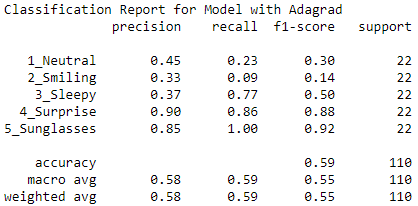 Classification Report for Model with Adagrad
precision recall f1-score support
1_Neutral 0.45 0.23 0.30 22
2_Smiling 0.33 0.09 0.14 22
3_Sleepy 0.37 0.77 0.50 22
4_Surprise 0.90 0.86 0.88 22
5_Sunglasses 0.85 1.00 0.92 22
accuracy 0.59 110
macro avg 0.58 0.59 0.55 110
weighted avg 0.58 0.59 0.55 110